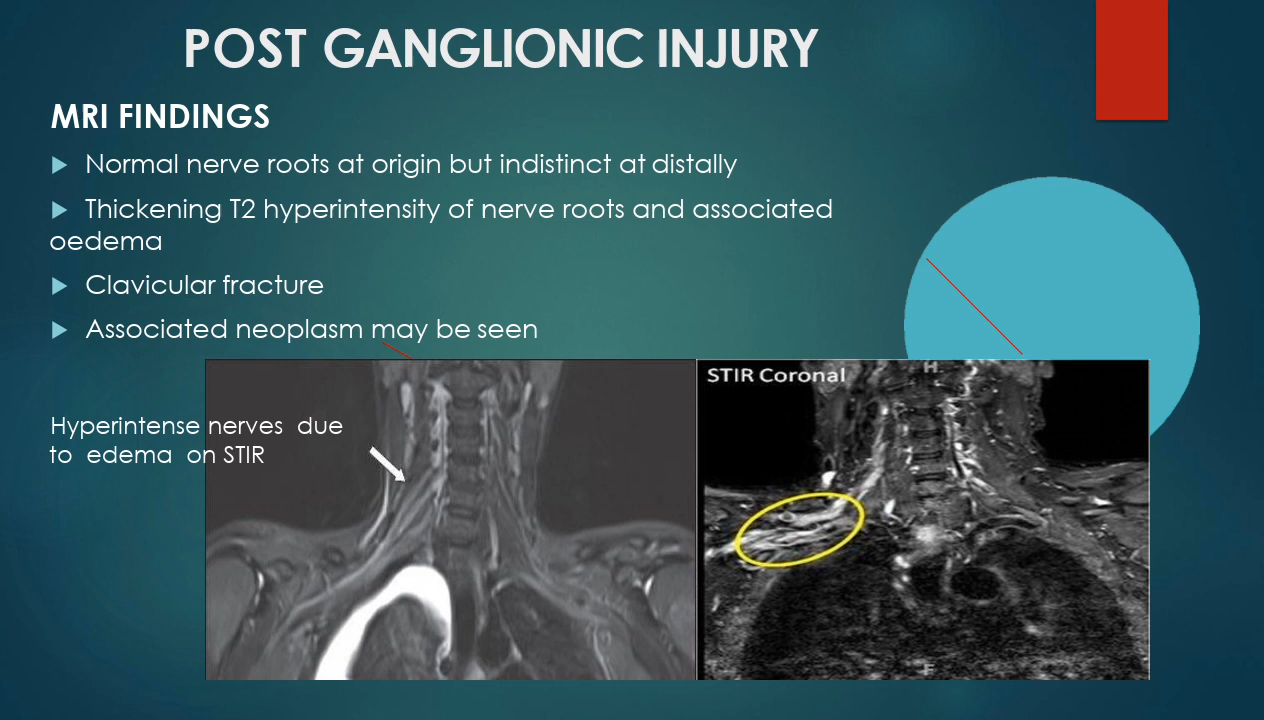 POST GANGLIONIC INJURY
MRI FINDINGS
Normal nerve roots at origin but indistinct at distally
Thickening T2 hyperintensity of nerve roots and associated
oedema
Clavicular fracture
Associated neoplasm may be seen
Hyperintense nerves due
to edema on STIR
STIR Coronal
H
F